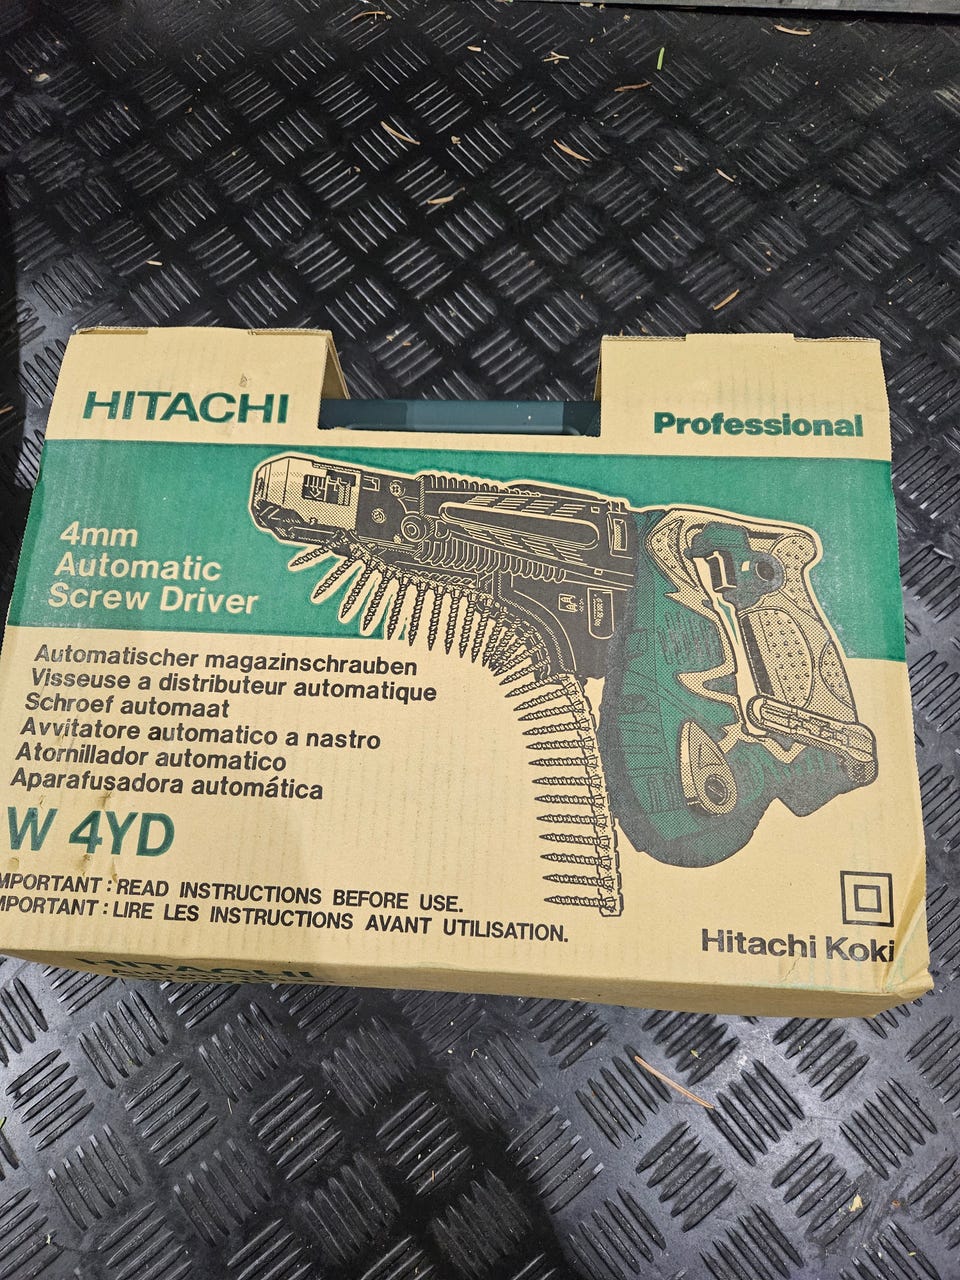 HITACHI
Professional
4mm
Automatic
Screw Driver
Automatischer magazinschrauben
Visseuse a distributeur automatique
Schroef automaat
Avvitatore automatico a nastro
Atornillador automatico
Aparafusadora automática
W 4YD
MPORTANT : READ INSTRUCTIONS BEFORE USE.
MPORTANT : LIRE LES INSTRUCTIONS AVANT UTILISATION.
Hitachi Koki
HITACHI